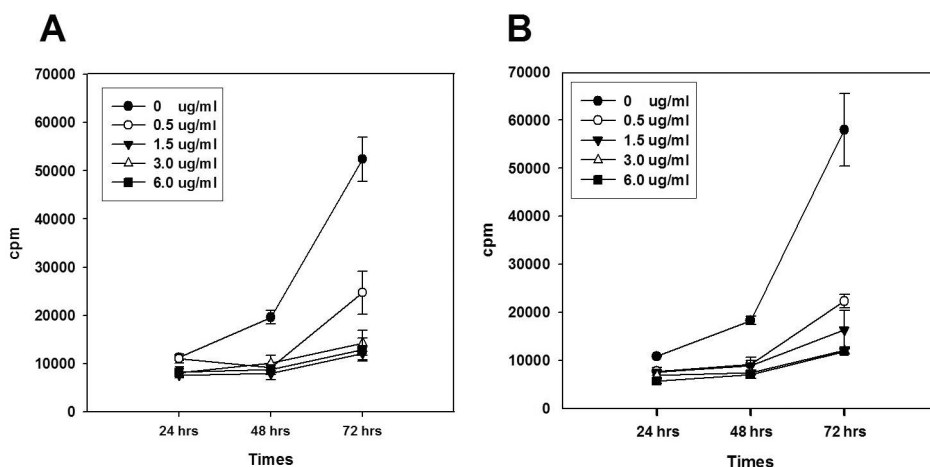 A
70000
60000
50000
40000
30000
20000
10000
0
cpm
0 ug/ml
0.5 ug/ml
1.5 ug/ml
3.0 ug/ml
6.0 ug/ml
24 hrs
48 hrs
72 hrs
Times
B
70000
60000
50000
40000
30000
20000
10000
0
cpm
0 ug/ml
0.5 ug/ml
1.5 ug/ml
3.0 ug/ml
6.0 ug/ml
24 hrs
48 hrs
72 hrs
Times